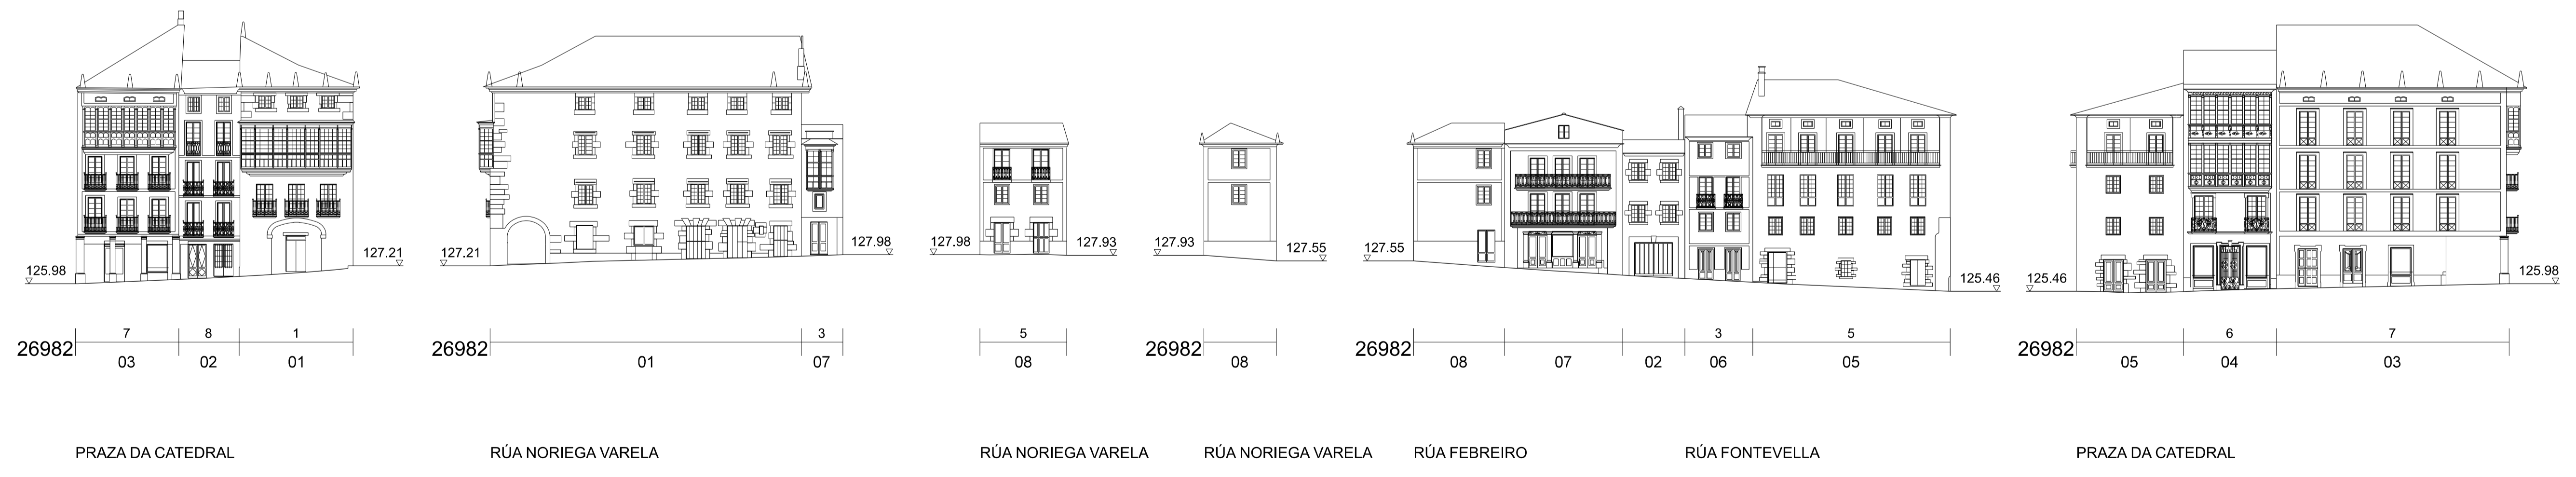 125.98
127.21
127.21
127.98
127.98
127.93
127.93
127.55
127.55
125.46
125.46
125.98
26982
7 8 1
03 02 01
26982
3
01 07
5
08
26982
08
26982
3 5
08 07 02 06 05
26982
6 7
05 04 03
PRAZA DA CATEDRAL
RÚA NORIEGA VARELA
RÚA NORIEGA VARELA
RÚA NORIEGA VARELA
RÚA FEBREIRO
RÚA FONTEVELLA
PRAZA DA CATEDRAL